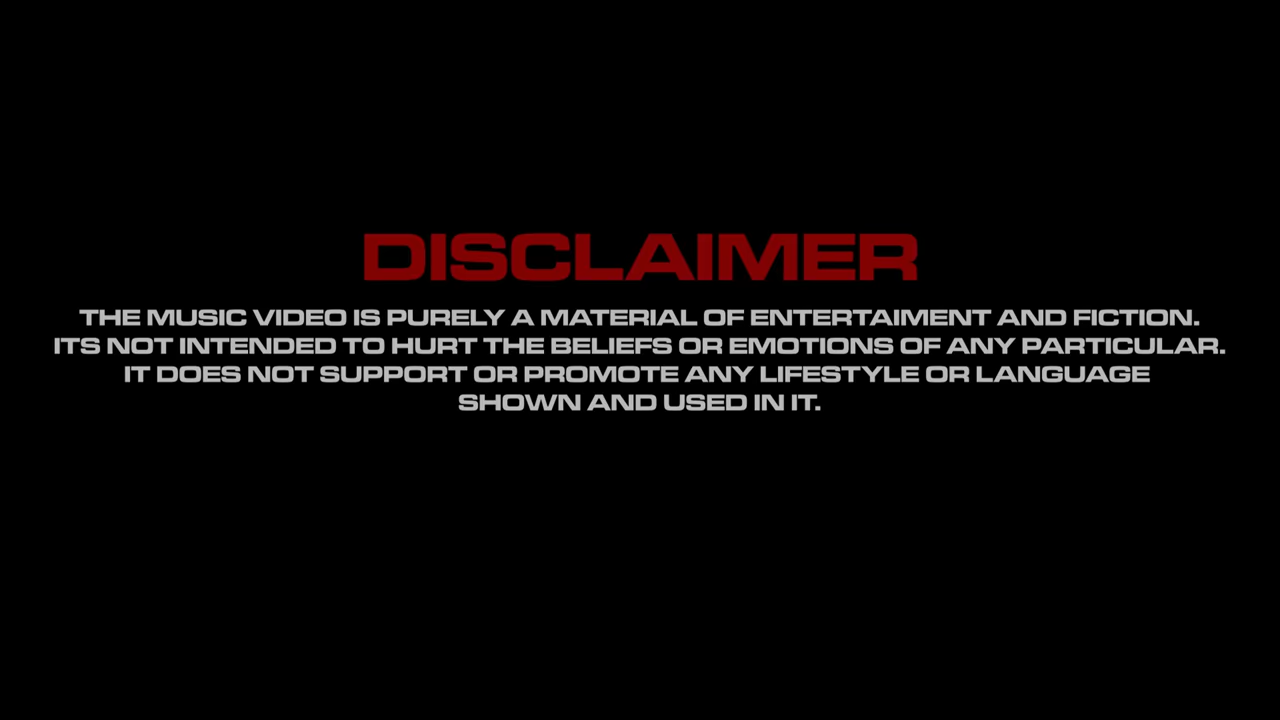 DISCLAIMER
THE MUSIC VIDEO IS PURELY A MATERIAL OF ENTERTAIMENT AND FICTION.
ITS NOT INTENDED TO HURT THE BELIEFS OR EMOTIONS OF ANY PARTICULAR.
IT DOES NOT SUPPORT OR PROMOTE ANY LIFESTYLE OR LANGUAGE
SHOWN AND USED IN IT.